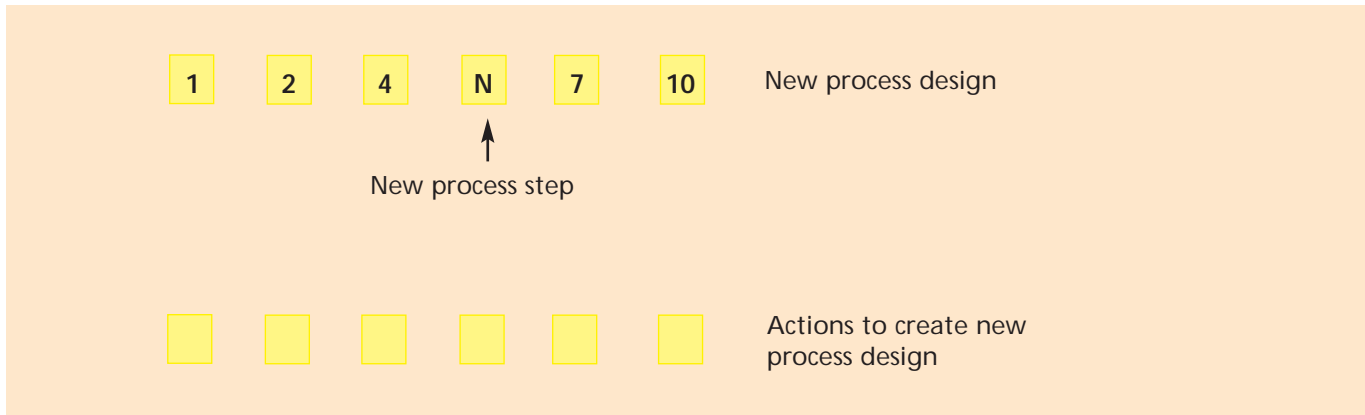 1 2 4 N 7 10 New process design
New process step
Actions to create new
process design